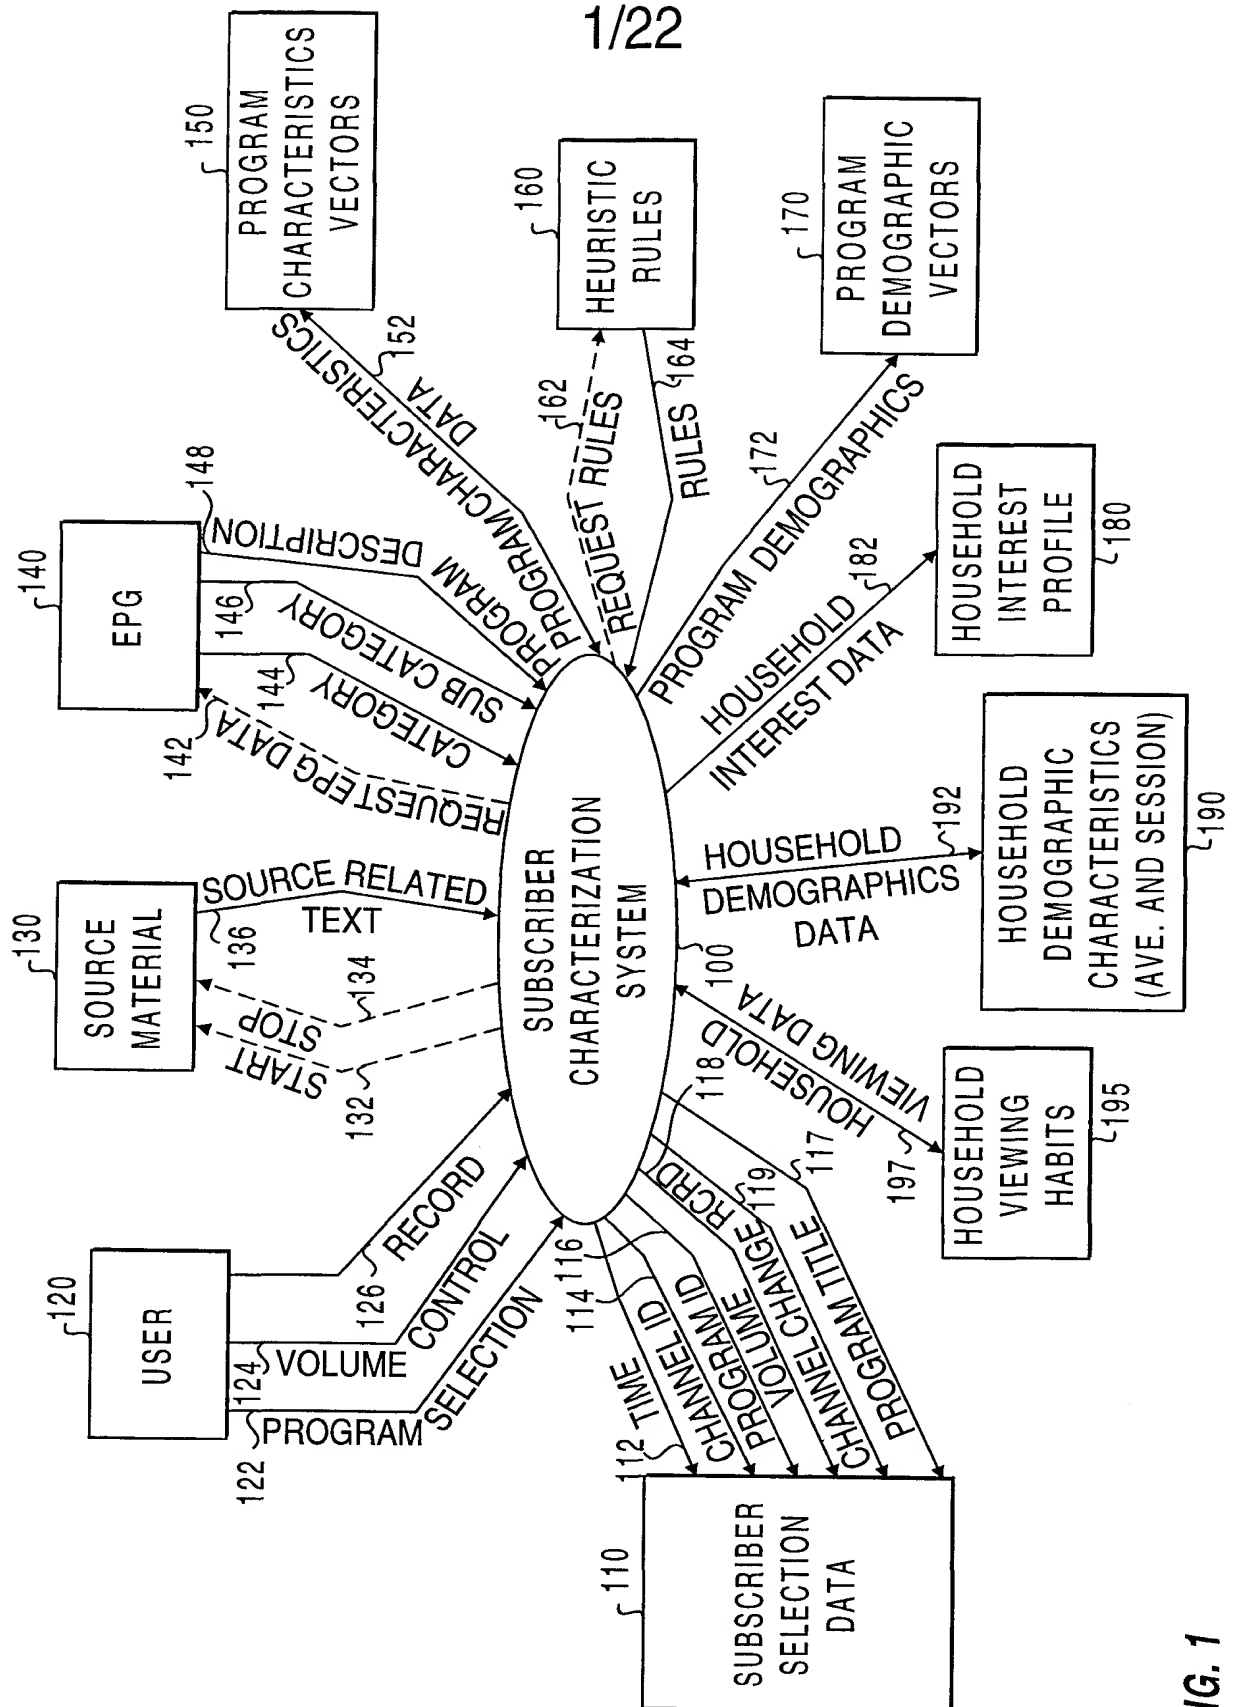 1/22
120
USER
122
PROGRAM
SELECTION
124
VOLUME
CONTROL
126
RECORD
130
SOURCE
MATERIAL
START
132
STOP
134
136
SOURCE RELATED
TEXT
140
EPG
142
REQUEST EPG DATA
144
CATEGORY
146
SUB CATEGORY
148
PROGRAM DESCRIPTION
150
PROGRAM
CHARACTERISTICS
VECTORS
PROGRAM CHARACTERISTICS
DATA
152
160
HEURISTIC
RULES
162
REQUEST RULES
RULES
164
170
PROGRAM
DEMOGRAPHIC
VECTORS
172
PROGRAM DEMOGRAPHICS
HOUSEHOLD
INTEREST
PROFILE
180
HOUSEHOLD
182
INTEREST DATA
SUBSCRIBER
CHARACTERIZATION
SYSTEM
100
HOUSEHOLD
192
DEMOGRAPHICS
DATA
HOUSEHOLD
DEMOGRAPHIC
CHARACTERISTICS
(AVE. AND SESSION)
190
HOUSEHOLD
VIEWING DATA
197
HOUSEHOLD
VIEWING
HABITS
195
110
SUBSCRIBER
SELECTION
DATA
112
TIME
114
CHANNEL ID
116
PROGRAM ID
118
VOLUME
RCRD
119
CHANNEL CHANGE
117
PROGRAM TITLE
IG. 1